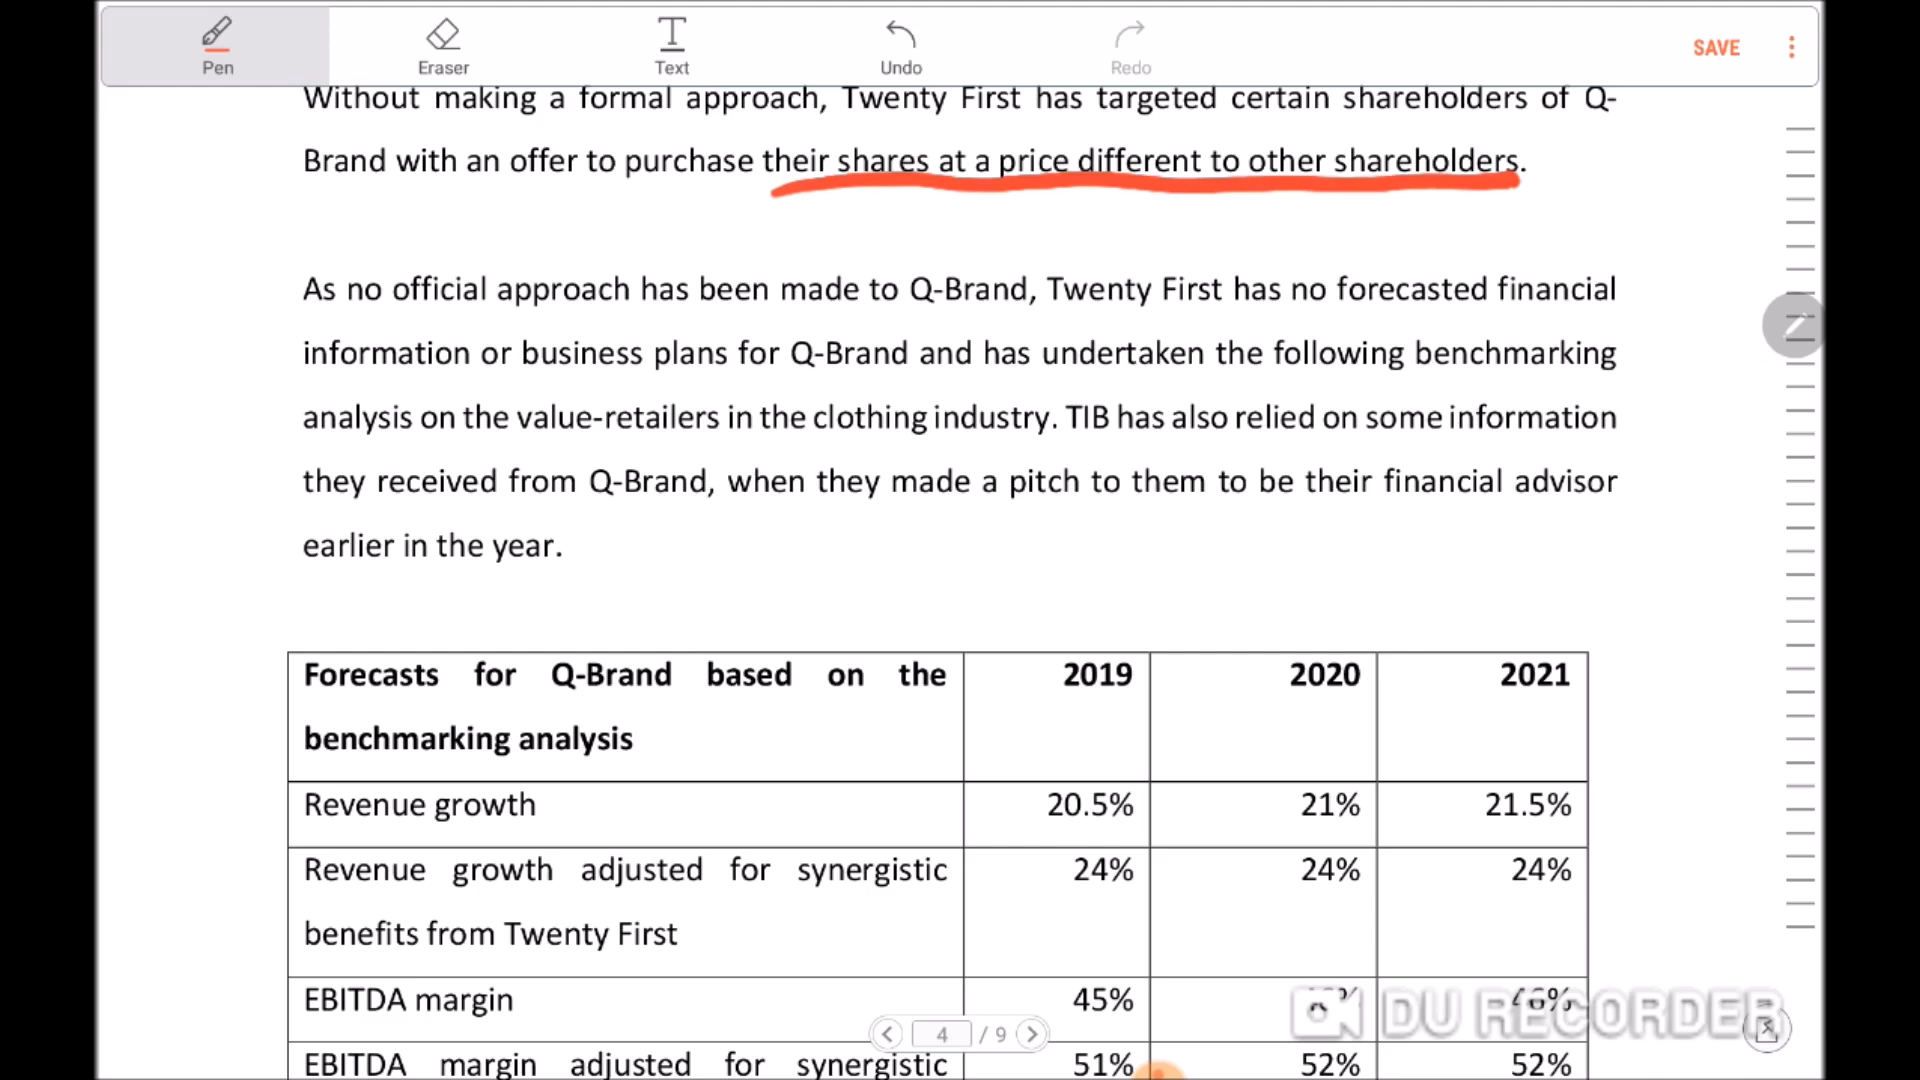 Pen
Eraser
Text
Undo
Redo
SAVE
Without making a formal approach, Twenty First has targeted certain shareholders of Q-
Brand with an offer to purchase their shares at a price different to other shareholders.
As no official approach has been made to Q-Brand, Twenty First has no forecasted financial
information or business plans for Q-Brand and has undertaken the following benchmarking
analysis on the value-retailers in the clothing industry. TIB has also relied on some information
they received from Q-Brand, when they made a pitch to them to be their financial advisor
earlier in the year.
Forecasts for Q-Brand based on the 2019 2020 2021
benchmarking analysis
Revenue growth 20.5% 21% 21.5%
Revenue growth adjusted for synergistic 24% 24% 24%
benefits from Twenty First
EBITDA margin 45% 46%
DU RECORDER
4 / 9
EBITDA margin adjusted for synergistic 51% 52% 52%